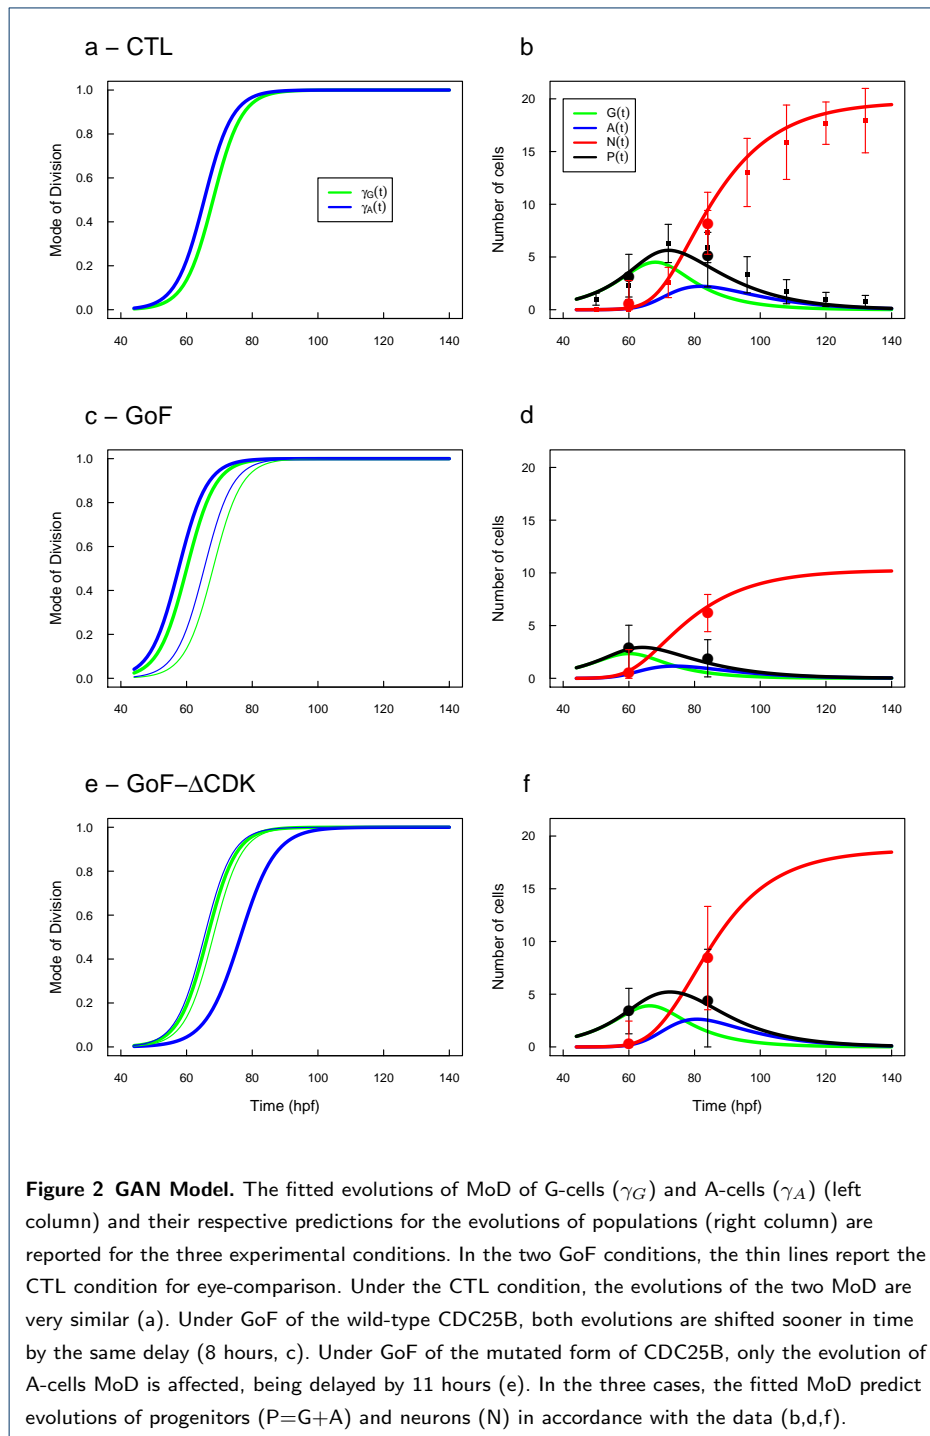 a – CTL
b
Mode of Division
1.0
0.8
0.6
0.4
0.2
0.0
γG(t)
γA(t)
40 60 80 100 120 140
Number of cells
20
15
10
5
0
G(t)
A(t)
N(t)
P(t)
40 60 80 100 120 140
c – GoF
d
Mode of Division
1.0
0.8
0.6
0.4
0.2
0.0
40 60 80 100 120 140
Number of cells
20
15
10
5
0
40 60 80 100 120 140
e – GoF–ΔCDK
f
Mode of Division
1.0
0.8
0.6
0.4
0.2
0.0
40 60 80 100 120 140
Time (hpf)
Number of cells
20
15
10
5
0
40 60 80 100 120 140
Time (hpf)
Figure 2 GAN Model. The fitted evolutions of MoD of G-cells (γG) and A-cells (γA) (left
column) and their respective predictions for the evolutions of populations (right column) are
reported for the three experimental conditions. In the two GoF conditions, the thin lines report the
CTL condition for eye-comparison. Under the CTL condition, the evolutions of the two MoD are
very similar (a). Under GoF of the wild-type CDC25B, both evolutions are shifted sooner in time
by the same delay (8 hours, c). Under GoF of the mutated form of CDC25B, only the evolution of
A-cells MoD is affected, being delayed by 11 hours (e). In the three cases, the fitted MoD predict
evolutions of progenitors (P=G+A) and neurons (N) in accordance with the data (b,d,f).